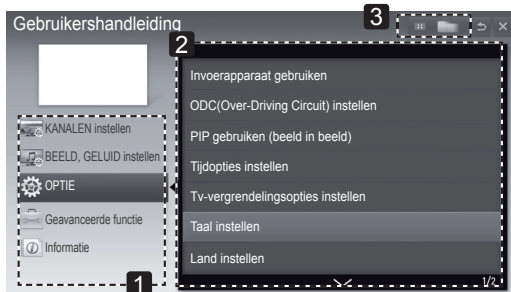 Gebruikershandleiding
3
2
Invoerapparaat gebruiken
ODC(Over-Driving Circuit) instellen
PIP gebruiken (beeld in beeld)
Tijdopties instellen
Tv-vergrendelingsopties instellen
Taal instellen
Land instellen
1/2
KANALEN instellen
BEELD, GELUID instellen
OPTIE
Geavanceerde functie
Informatie
1